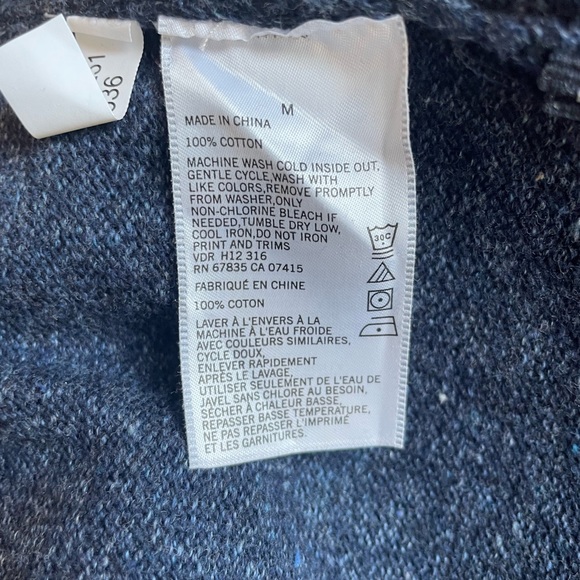 M
MADE IN CHINA
100% COTTON
MACHINE WASH COLD INSIDE OUT,
GENTLE CYCLE,WASH WITH
LIKE COLORS,REMOVE PROMPTLY
FROM WASHER,ONLY
NON-CHLORINE BLEACH IF
NEEDED,TUMBLE DRY LOW,
COOL IRON,DO NOT IRON
PRINT AND TRIMS
VDR H12 316
RN 67835 CA 07415
30C
FABRIQUÉ EN CHINE
100% COTON
LAVER À L'ENVERS À LA
MACHINE À L'EAU FROIDE
AVEC COULEURS SIMILAIRES,
CYCLE DOUX,
ENLEVER RAPIDEMENT
APRÈS LE LAVAGE,
UTILISER SEULEMENT DE L'EAU DE
JAVEL SANS CHLORE AU BESOIN,
SÉCHER À CHALEUR BASSE,
REPASSER BASSE TEMPÉRATURE,
NE PAS REPASSER L'IMPRIMÉ
ET LES GARNITURES.